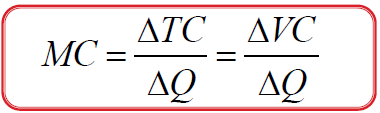 MC = ΔTC / ΔQ = ΔVC / ΔQ